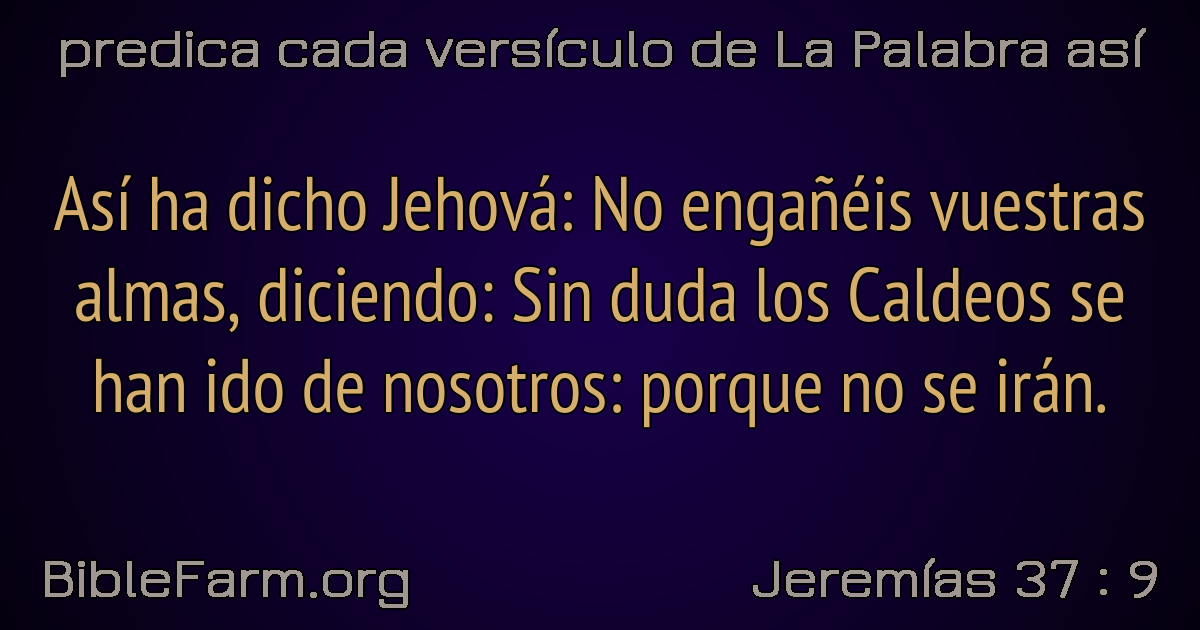 predica cada versículo de La Palabra así
Así ha dicho Jehová: No engañéis vuestras
almas, diciendo: Sin duda los Caldeos se
han ido de nosotros: porque no se irán.
BibleFarm.org
Jeremías 37 : 9